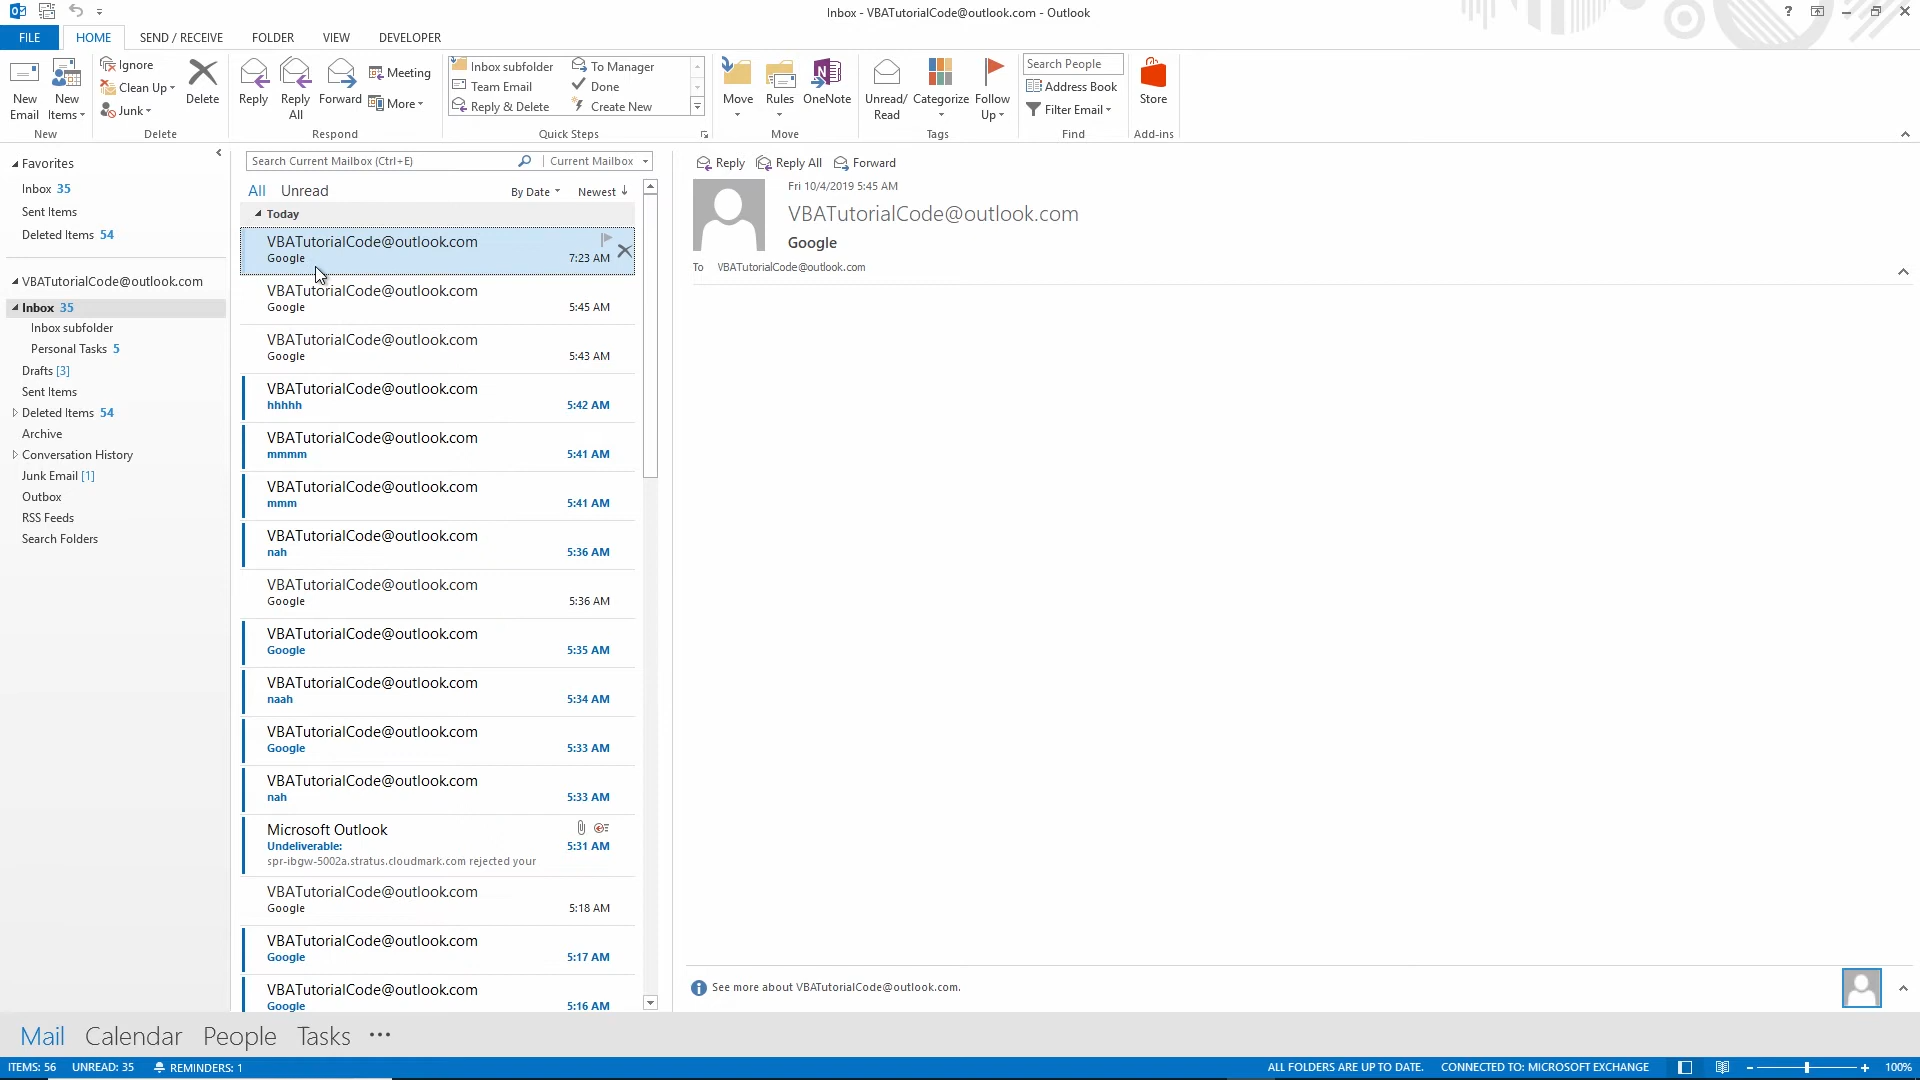 Inbox - VBATutorialCode@outlook.com - Outlook
?
FILE HOME SEND / RECEIVE FOLDER VIEW DEVELOPER
New Email
New Items
New
Ignore
Clean Up
Junk
Delete
Delete
Reply
Reply All
Forward
Meeting
More
Respond
Inbox subfolder
Team Email
Reply & Delete
To Manager
Done
Create New
Quick Steps
Move
Rules
OneNote
Move
Unread/ Read
Categorize
Follow Up
Tags
Search People
Address Book
Filter Email
Find
Store
Add-ins
Favorites
Inbox 35
Sent Items
Deleted Items 54
VBATutorialCode@outlook.com
Inbox 35
Inbox subfolder
Personal Tasks 5
Drafts [3]
Sent Items
Deleted Items 54
Archive
Conversation History
Junk Email [1]
Outbox
RSS Feeds
Search Folders
Search Current Mailbox (Ctrl+E) Current Mailbox
All Unread By Date Newest
Today
VBATutorialCode@outlook.com
Google 7:23 AM
VBATutorialCode@outlook.com
Google 5:45 AM
VBATutorialCode@outlook.com
Google 5:43 AM
VBATutorialCode@outlook.com
hhhhh 5:42 AM
VBATutorialCode@outlook.com
mmmm 5:41 AM
VBATutorialCode@outlook.com
mmm 5:41 AM
VBATutorialCode@outlook.com
nah 5:36 AM
VBATutorialCode@outlook.com
Google 5:36 AM
VBATutorialCode@outlook.com
Google 5:35 AM
VBATutorialCode@outlook.com
naah 5:34 AM
VBATutorialCode@outlook.com
Google 5:33 AM
VBATutorialCode@outlook.com
nah 5:33 AM
Microsoft Outlook
Undeliverable: 5:31 AM
spr-ibgw-5002a.stratus.cloudmark.com rejected your
VBATutorialCode@outlook.com
Google 5:18 AM
VBATutorialCode@outlook.com
Google 5:17 AM
VBATutorialCode@outlook.com
Google 5:16 AM
Reply Reply All Forward
Fri 10/4/2019 5:45 AM
VBATutorialCode@outlook.com
Google
To VBATutorialCode@outlook.com
See more about VBATutorialCode@outlook.com.
Mail Calendar People Tasks ···
ITEMS: 56 UNREAD: 35 REMINDERS: 1 ALL FOLDERS ARE UP TO DATE. CONNECTED TO: MICROSOFT EXCHANGE 100%